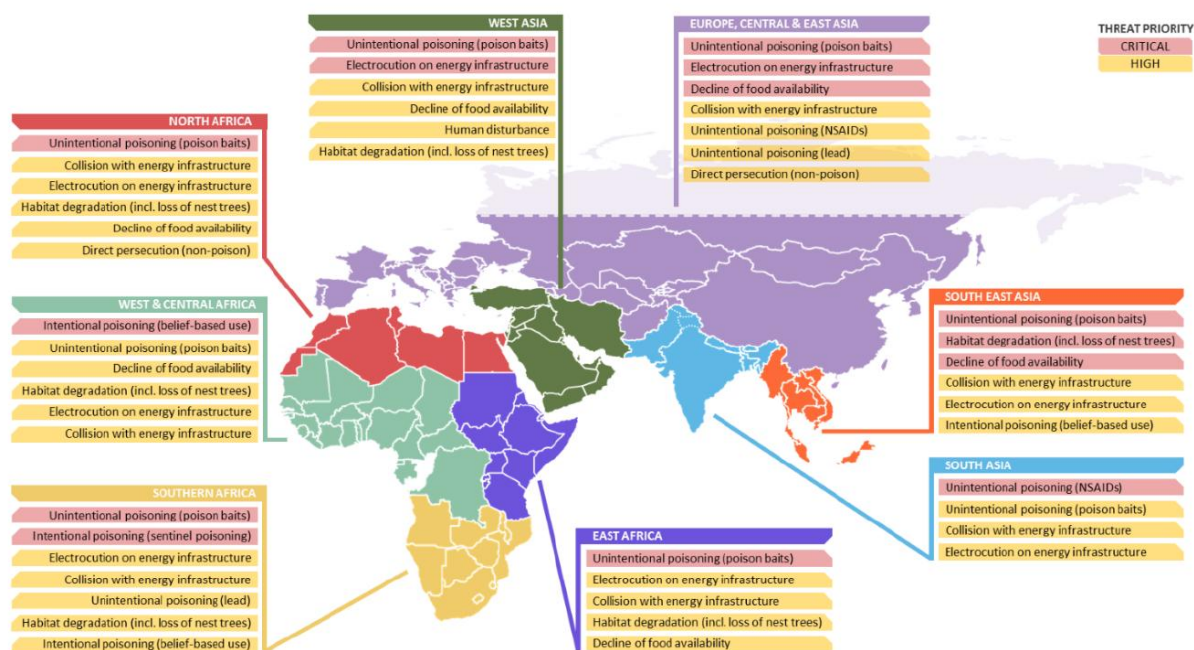 WEST ASIA
Unintentional poisoning (poison baits)
Electrocution on energy infrastructure
Collision with energy infrastructure
Decline of food availability
Human disturbance
Habitat degradation (incl. loss of nest trees)
EUROPE, CENTRAL & EAST ASIA
Unintentional poisoning (poison baits)
Electrocution on energy infrastructure
Decline of food availability
Collision with energy infrastructure
Unintentional poisoning (NSAIDs)
Unintentional poisoning (lead)
Direct persecution (non-poison)
THREAT PRIORITY
CRITICAL
HIGH
NORTH AFRICA
Unintentional poisoning (poison baits)
Collision with energy infrastructure
Electrocution on energy infrastructure
Habitat degradation (incl. loss of nest trees)
Decline of food availability
Direct persecution (non-poison)
WEST & CENTRAL AFRICA
Intentional poisoning (belief-based use)
Unintentional poisoning (poison baits)
Decline of food availability
Habitat degradation (incl. loss of nest trees)
Electrocution on energy infrastructure
Collision with energy infrastructure
SOUTH EAST ASIA
Unintentional poisoning (poison baits)
Habitat degradation (incl. loss of nest trees)
Decline of food availability
Collision with energy infrastructure
Electrocution on energy infrastructure
Intentional poisoning (belief-based use)
SOUTH ASIA
Unintentional poisoning (NSAIDs)
Unintentional poisoning (poison baits)
Collision with energy infrastructure
Electrocution on energy infrastructure
SOUTHERN AFRICA
Unintentional poisoning (poison baits)
Intentional poisoning (sentinel poisoning)
Electrocution on energy infrastructure
Collision with energy infrastructure
Unintentional poisoning (lead)
Habitat degradation (incl. loss of nest trees)
Intentional poisoning (belief-based use)
EAST AFRICA
Unintentional poisoning (poison baits)
Electrocution on energy infrastructure
Collision with energy infrastructure
Habitat degradation (incl. loss of nest trees)
Decline of food availability